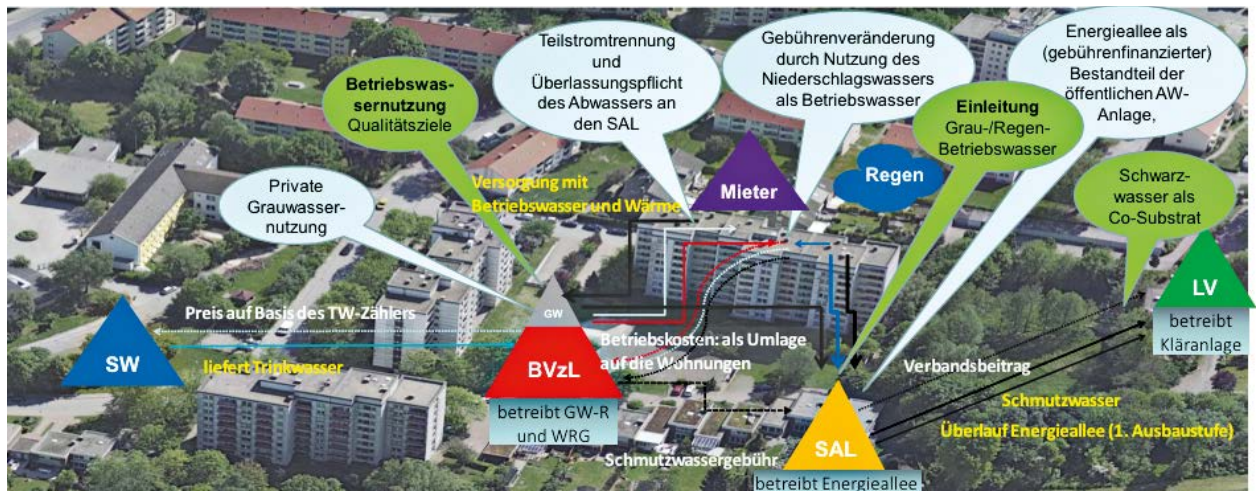 Teilstromtrennung
und
Überlassungspflicht
des Abwassers an
den SAL
Gebührenveränderung
durch Nutzung des
Niederschlagswassers
als Betriebswasser
Energieallee als
(gebührenfinanzierter)
Bestandteil der
öffentlichen AW-
Anlage,
Betriebswas-
sernutzung
Qualitätsziele
Einleitung
Grau-/Regen-
Betriebswasser
Private
Grauwasser-
nutzung
Versorgung mit
Betriebswasser und Wärme
Mieter
Regen
Schwarz-
wasser als
Co-Substrat
LV
betreibt
Kläranlage
GW
Preis auf Basis des TW-Zählers
SW
liefert Trinkwasser
BVzL
betreibt GW-R
und WRG
Betriebskosten: als Umlage
auf die Wohnungen
Verbandsbeitrag
Schmutzwasser
Überlauf Energieallee (1. Ausbaustufe)
Schmutzwassergebühr
SAL
betreibt Energieallee